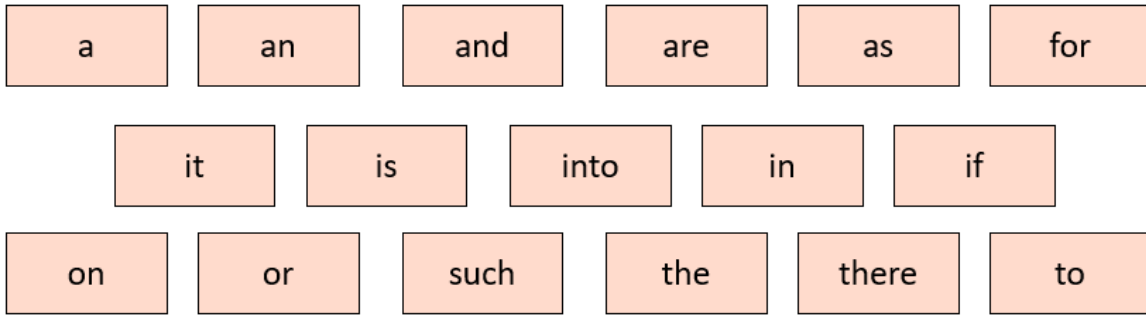 a an and are as for
it is into in if
on or such the there to